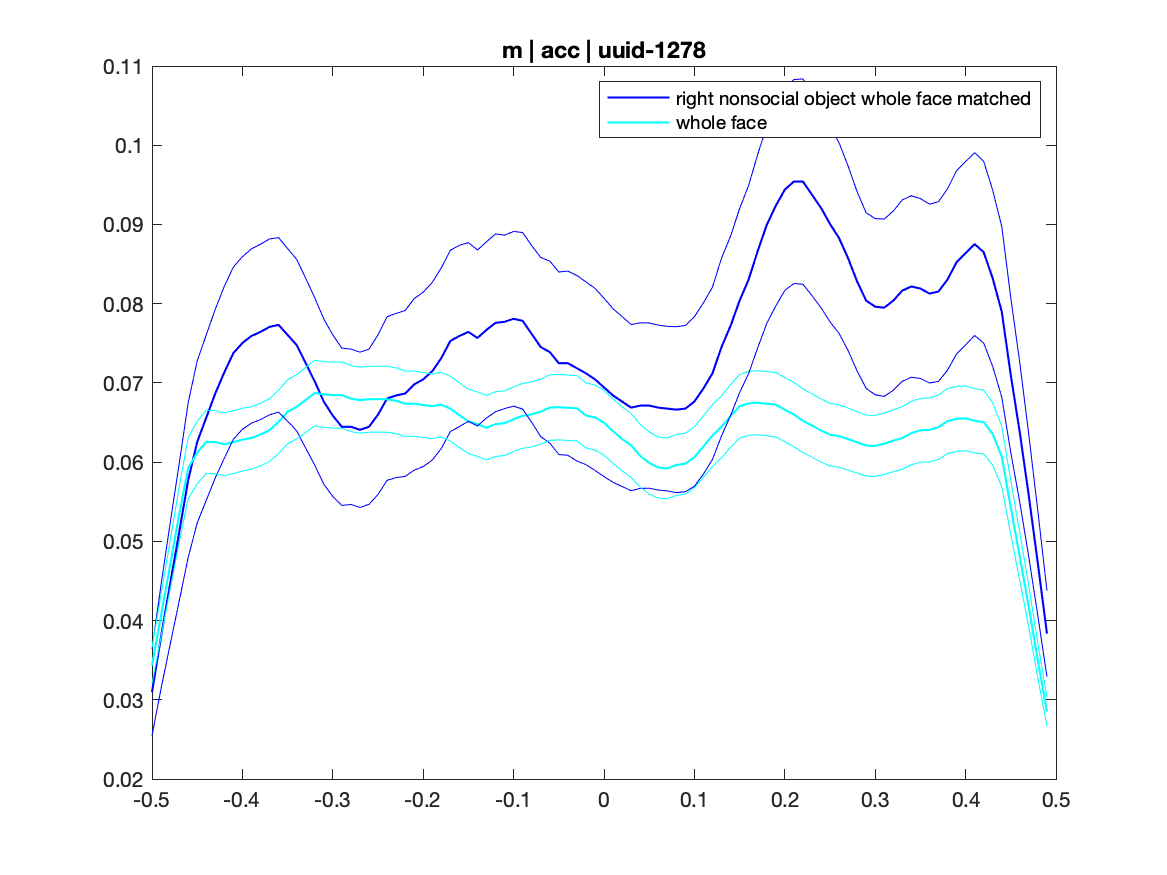 m | acc | uuid-1278
right nonsocial object whole face matched
whole face
0.11
0.1
0.09
0.08
0.07
0.06
0.05
0.04
0.03
0.02
-0.5 -0.4 -0.3 -0.2 -0.1 0 0.1 0.2 0.3 0.4 0.5